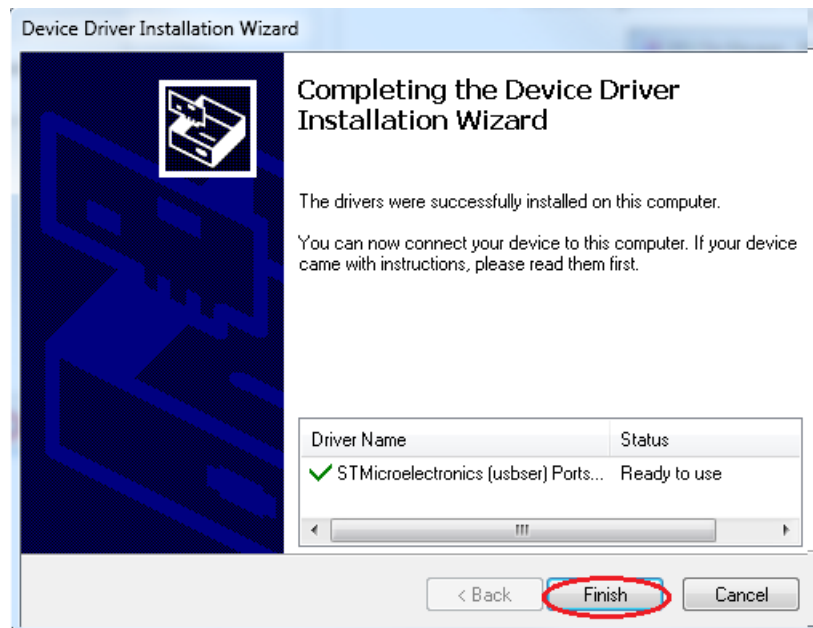 Device Driver Installation Wizard
Completing the Device Driver
Installation Wizard
The drivers were successfully installed on this computer.
You can now connect your device to this computer. If your device
came with instructions, please read them first.
Driver Name Status
STMicroelectronics (usbser) Ports... Ready to use
< Back Finish Cancel